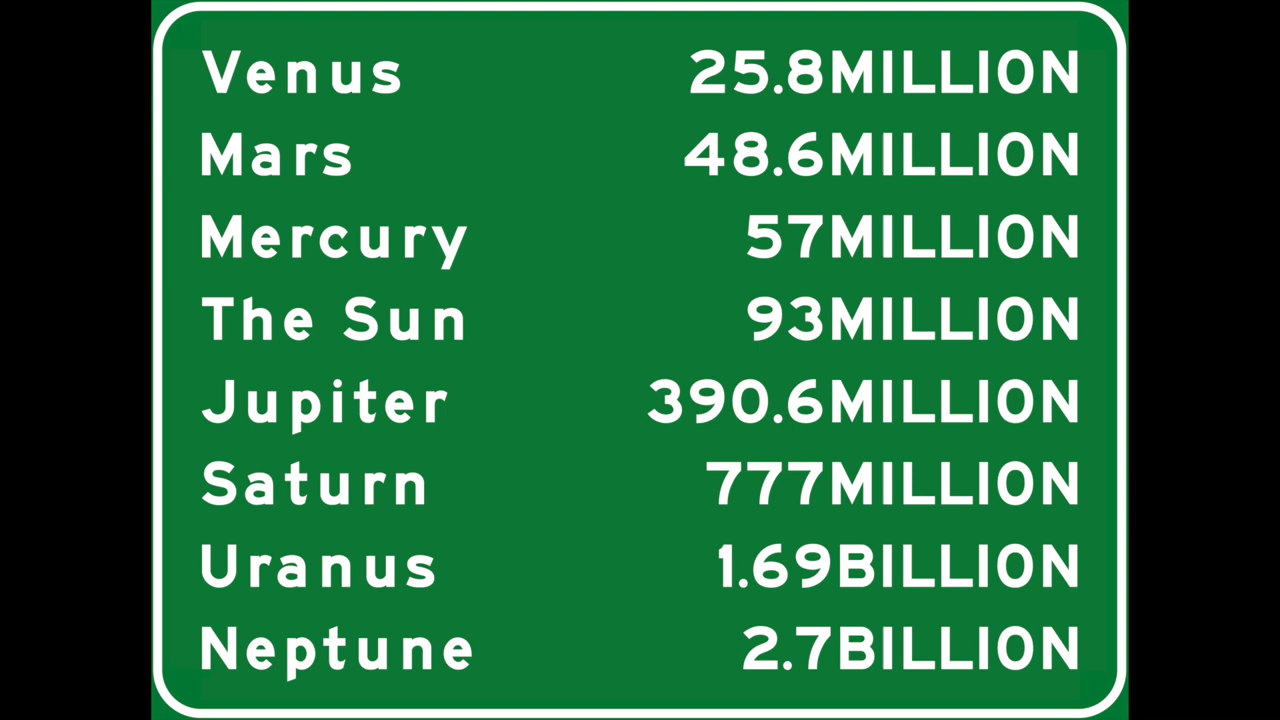 Venus 25.8MILLION
Mars 48.6MILLION
Mercury 57MILLION
The Sun 93MILLION
Jupiter 390.6MILLION
Saturn 777MILLION
Uranus 1.69BILLION
Neptune 2.7BILLION